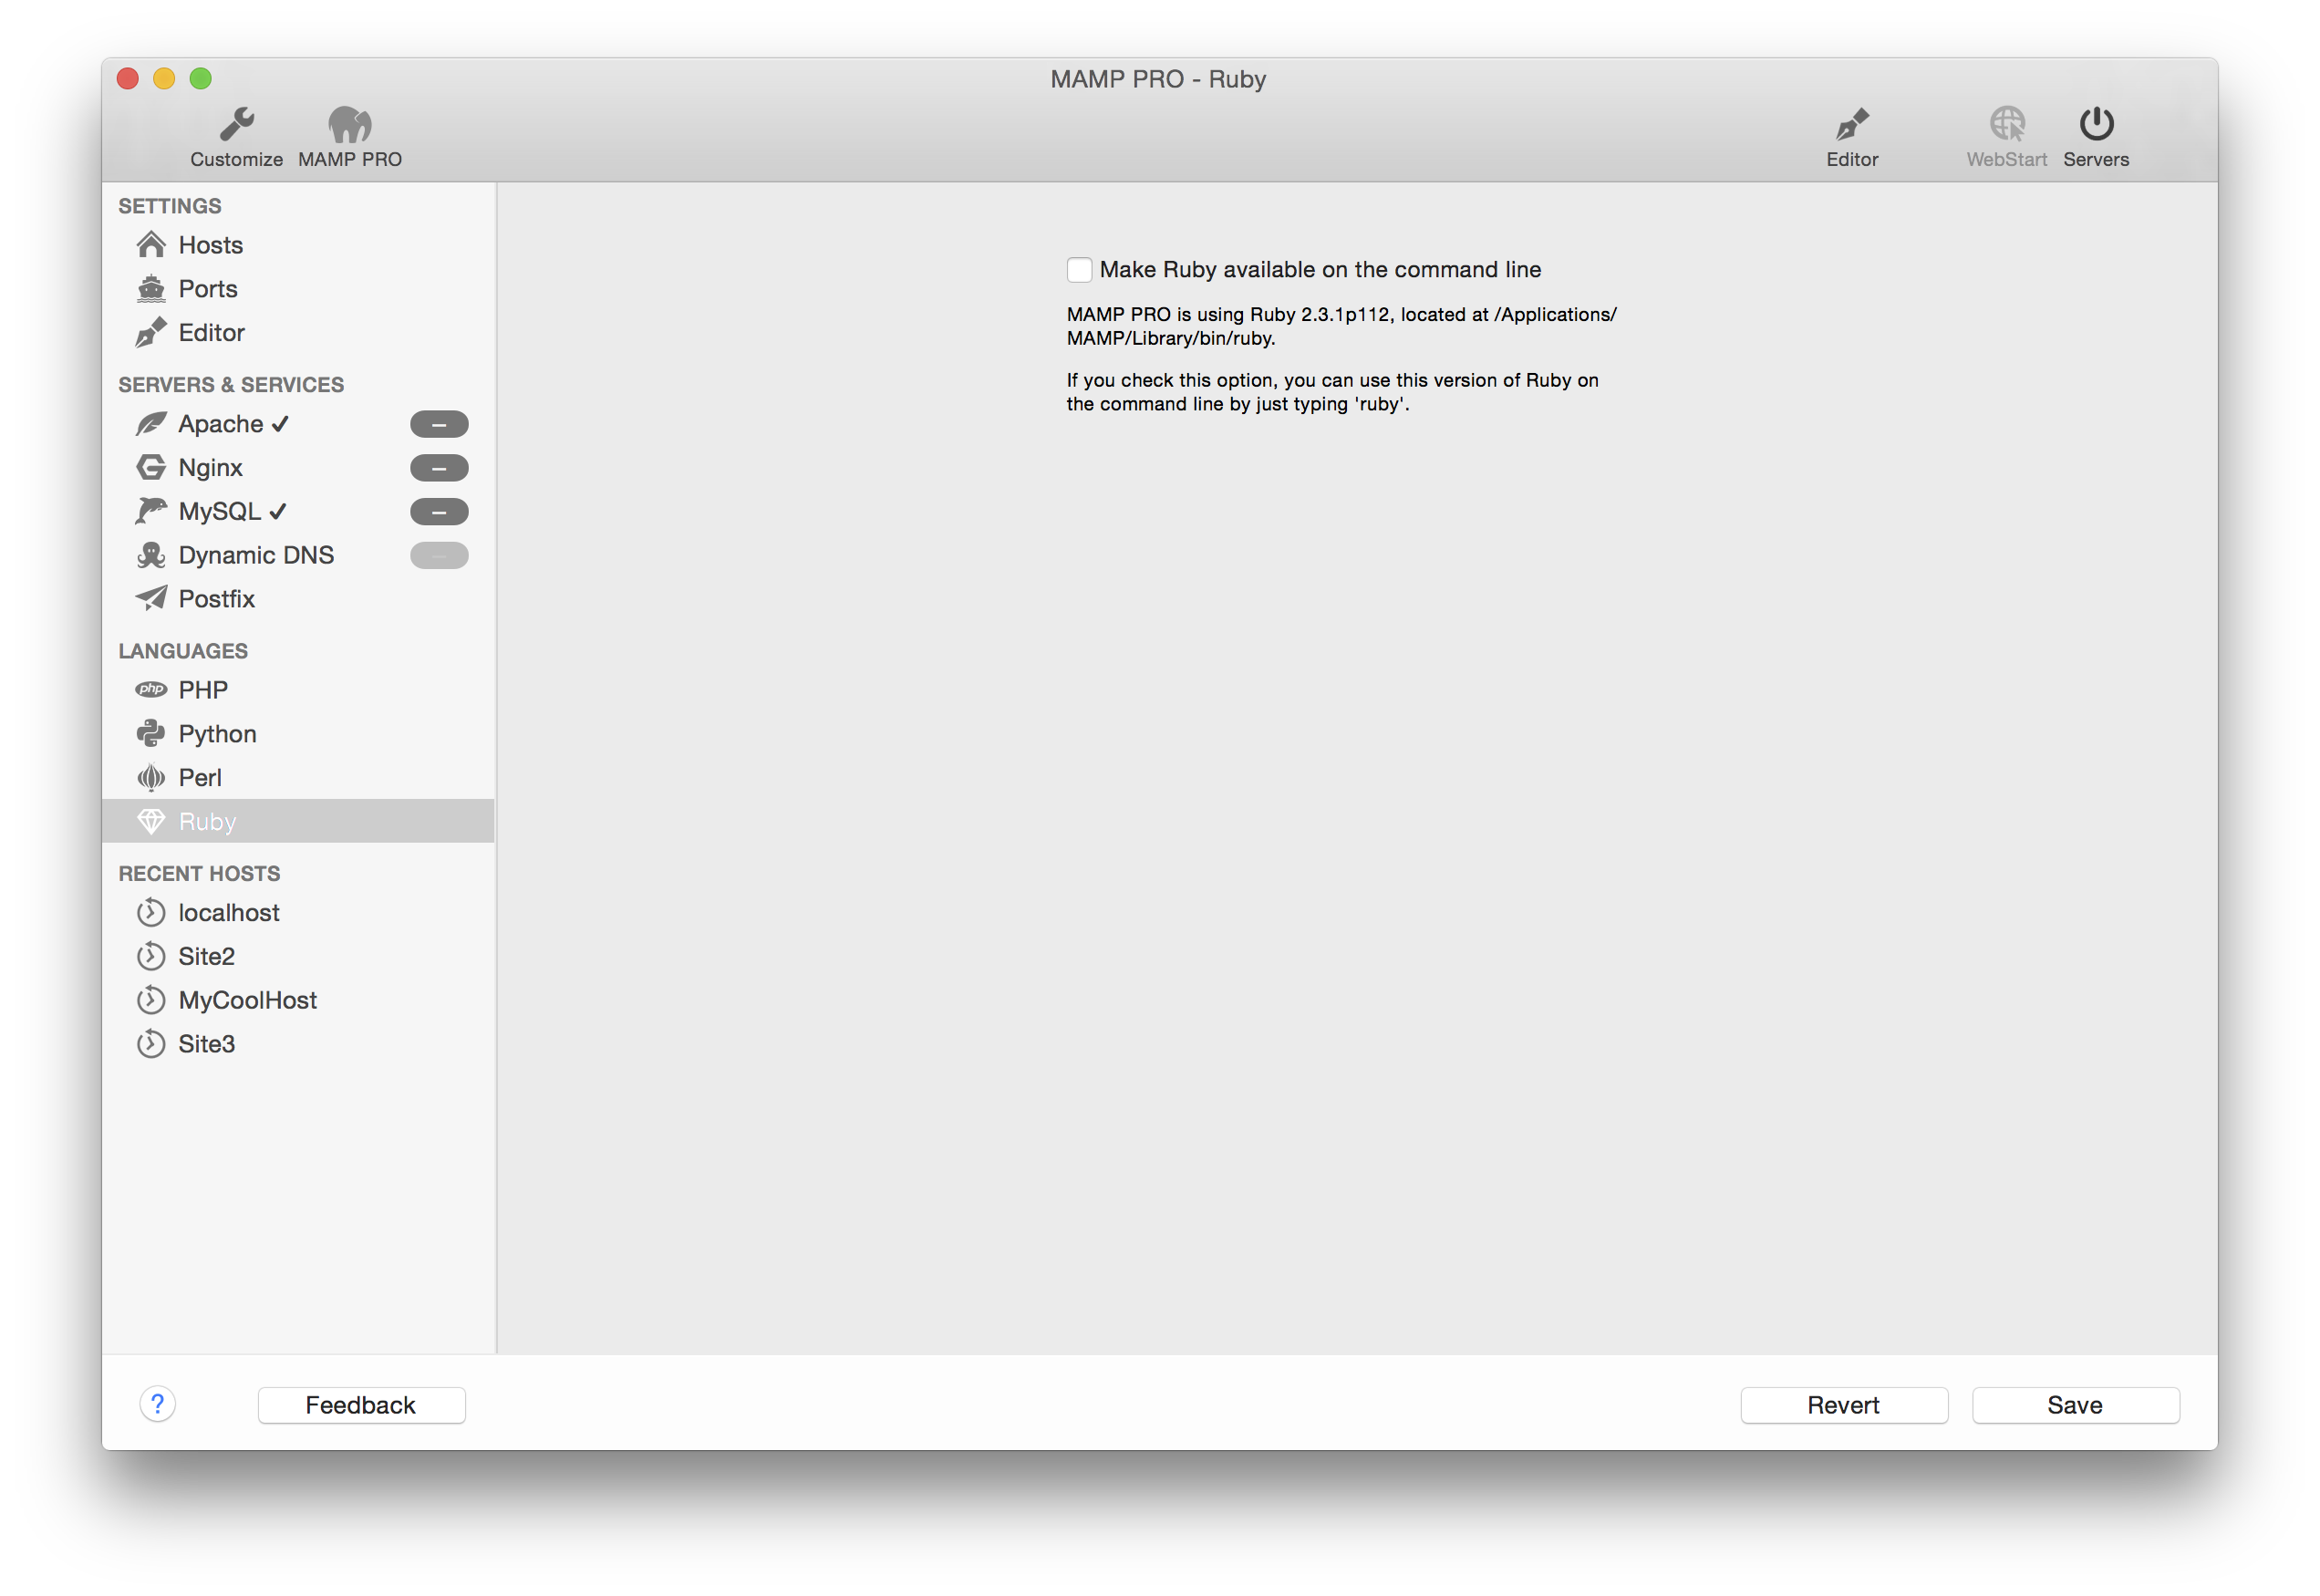 MAMP PRO - Ruby
Customize
MAMP PRO
Editor
WebStart
Servers
SETTINGS
Hosts
Ports
Editor
SERVERS & SERVICES
Apache ✓
Nginx
MySQL ✓
Dynamic DNS
Postfix
LANGUAGES
php PHP
Python
Perl
Ruby
RECENT HOSTS
localhost
Site2
MyCoolHost
Site3
Make Ruby available on the command line
MAMP PRO is using Ruby 2.3.1p112, located at /Applications/
MAMP/Library/bin/ruby.
If you check this option, you can use this version of Ruby on
the command line by just typing 'ruby'.
?
Feedback
Revert
Save